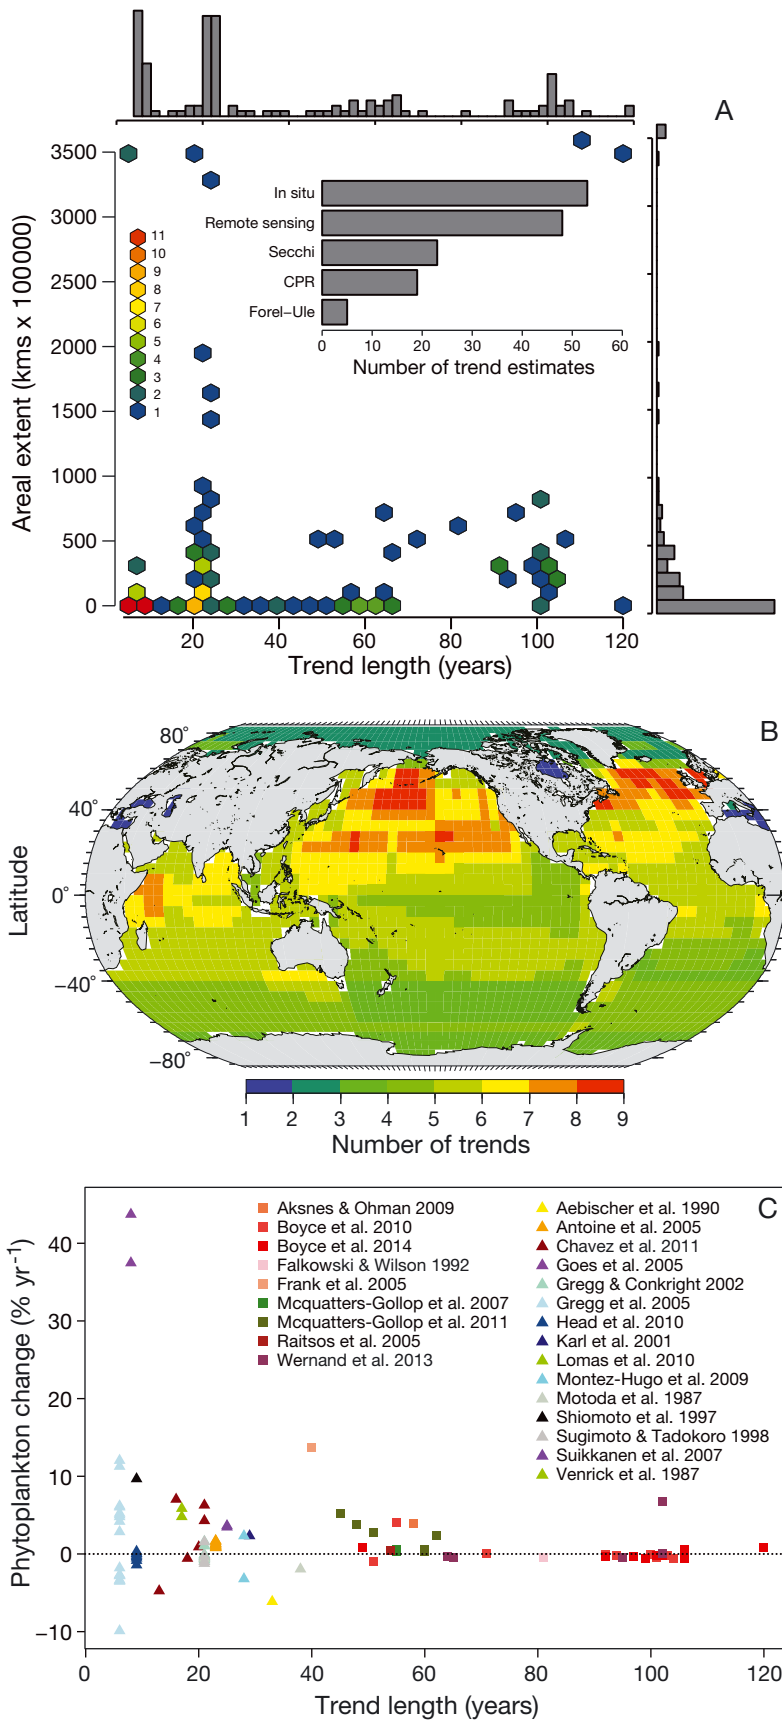 A
3500
3000
2500
2000
1500
1000
500
0
Areal extent (kms x 100000)
11
10
9
8
7
6
5
4
3
2
1
In situ
Remote sensing
Secchi
CPR
Forel–Ule
0 10 20 30 40 50 60
Number of trend estimates
20 40 60 80 100 120
Trend length (years)
B
80°
40°
0°
−40°
−80°
Latitude
1 2 3 4 5 6 7 8 9
Number of trends
C
Aksnes & Ohman 2009
Boyce et al. 2010
Boyce et al. 2014
Falkowski & Wilson 1992
Frank et al. 2005
Mcquatters-Gollop et al. 2007
Mcquatters-Gollop et al. 2011
Raitsos et al. 2005
Wernand et al. 2013
Aebischer et al. 1990
Antoine et al. 2005
Chavez et al. 2011
Goes et al. 2005
Gregg & Conkright 2002
Gregg et al. 2005
Head et al. 2010
Karl et al. 2001
Lomas et al. 2010
Montez-Hugo et al. 2009
Motoda et al. 1987
Shiomoto et al. 1997
Sugimoto & Tadokoro 1998
Suikkanen et al. 2007
Venrick et al. 1987
40
30
20
10
0
−10
Phytoplankton change (% yr⁻¹)
0 20 40 60 80 100 120
Trend length (years)